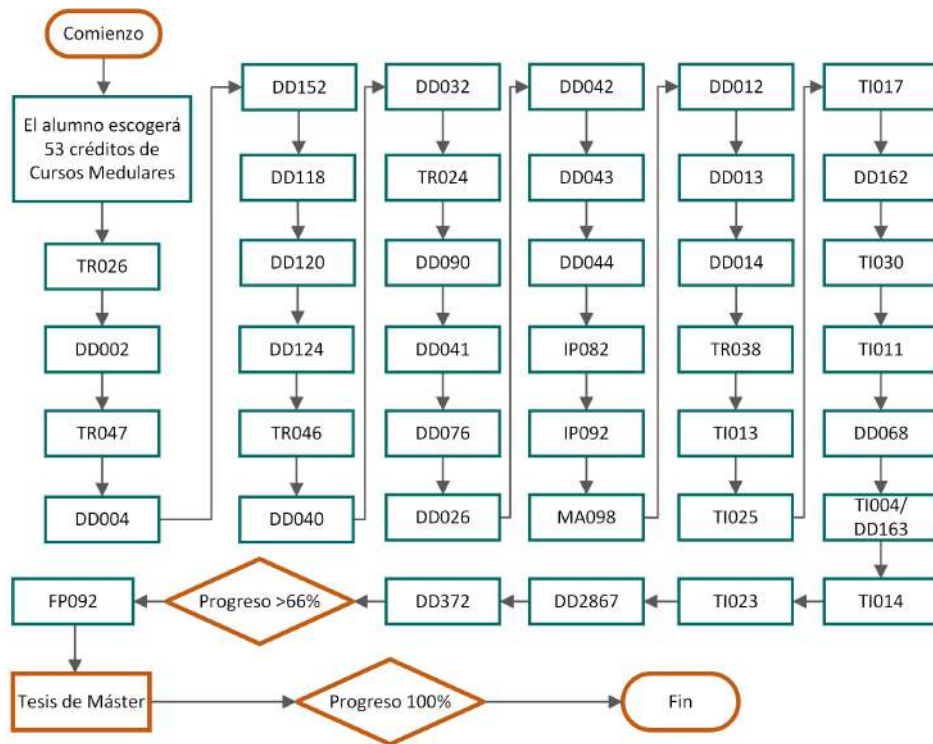 Comienzo
El alumno escogerá
53 créditos de
Cursos Medulares
TR026
DD002
TR047
DD004
DD152
DD118
DD120
DD124
TR046
DD040
DD032
TR024
DD090
DD041
DD076
DD026
DD042
DD043
DD044
IP082
IP092
MA098
DD012
DD013
DD014
TR038
TI013
TI025
TI017
DD162
TI030
TI011
DD068
TI004/
DD163
TI014
TI023
DD2867
DD372
Progreso >66%
FP092
Tesis de Máster
Progreso 100%
Fin